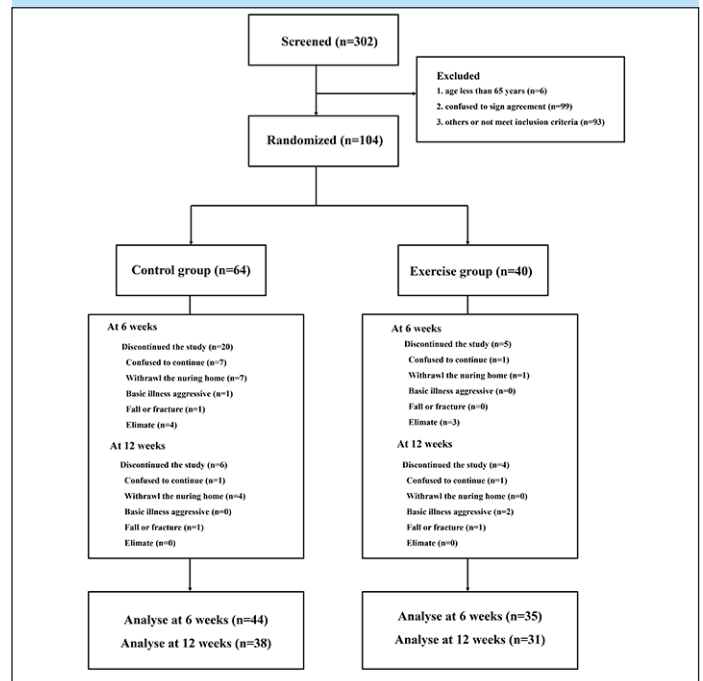 Screened (n=302)
Excluded
1. age less than 65 years (n=6)
2. confused to sign agreement (n=99)
3. others or not meet inclusion criteria (n=93)
Randomized (n=104)
Control group (n=64)
Exercise group (n=40)
At 6 weeks
Discontinued the study (n=20)
Confused to continue (n=7)
Withrawl the nuring home (n=7)
Basic illness aggressive (n=1)
Fall or fracture (n=1)
Elimate (n=4)
At 12 weeks
Discontinued the study (n=6)
Confused to continue (n=1)
Withrawl the nuring home (n=4)
Basic illness aggressive (n=0)
Fall or fracture (n=1)
Elimate (n=0)
At 6 weeks
Discontinued the study (n=5)
Confused to continue (n=1)
Withrawl the nuring home (n=1)
Basic illness aggressive (n=0)
Fall or fracture (n=0)
Elimate (n=3)
At 12 weeks
Discontinued the study (n=4)
Confused to continue (n=1)
Withrawl the nuring home (n=0)
Basic illness aggressive (n=2)
Fall or fracture (n=1)
Elimate (n=0)
Analyse at 6 weeks (n=44)
Analyse at 12 weeks (n=38)
Analyse at 6 weeks (n=35)
Analyse at 12 weeks (n=31)